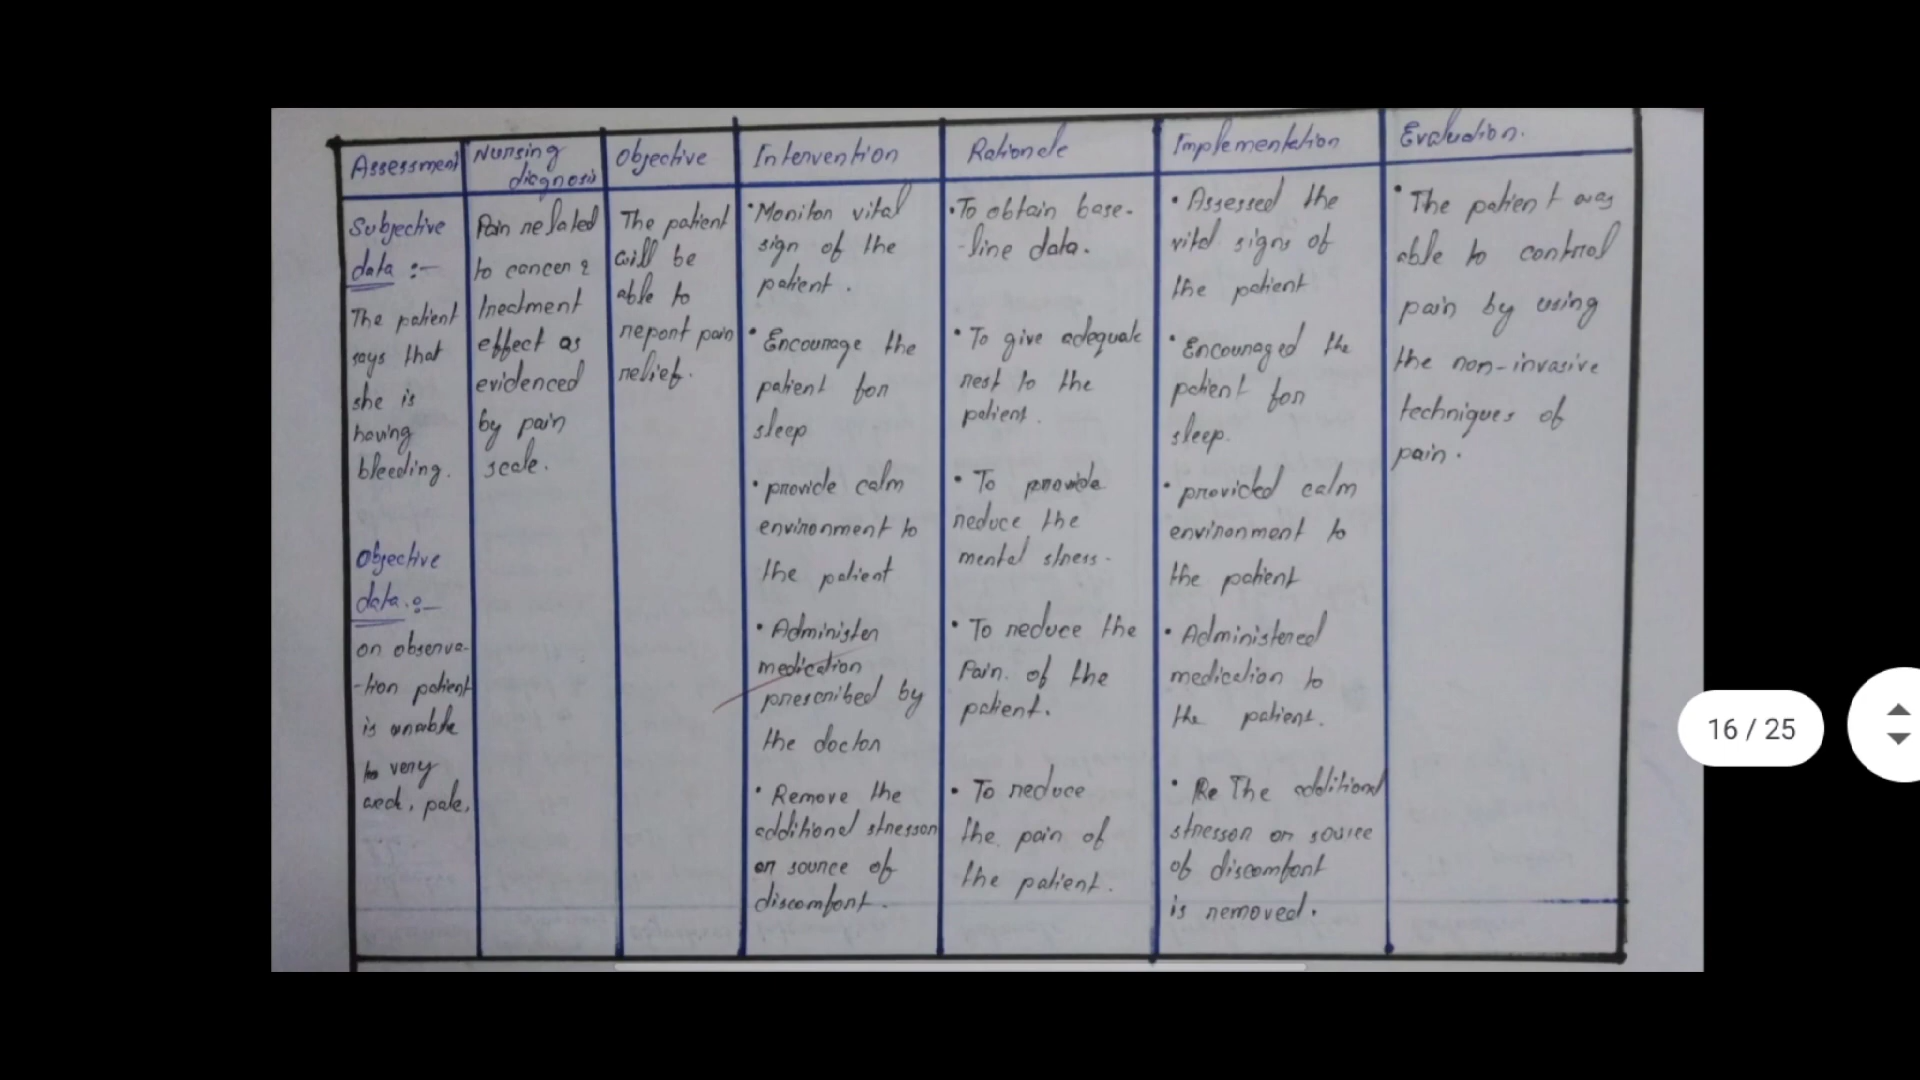 Assessment
Nursing
diagnosis
Objective
Intervention
Rationale
Implementation
Evaluation.
Subjective
data :-
The patient
says that
she is
having
bleeding.
Objective
data.:-
on observa-
-tion patient
is unable
to very
weak, pale,
Pain related
to cancer &
treatment
effect as
evidenced
by pain
scale.
The patient
will be
able to
report pain
relief.
• Monitor vital
sign of the
patient.
• Encourage the
patient for
sleep
• provide calm
environment to
the patient
• Administer
medication
prescribed by
the doctor
• Remove the
additional stressor
or source of
discomfort.
• To obtain base-
-line data.
• To give adequate
rest to the
patient.
• To provide
reduce the
mental stress-
• To reduce the
Pain. of the
patient.
• To reduce
the pain of
the patient.
• Assessed the
vital signs of
the patient
• Encouraged the
patient for
sleep.
• provided calm
environment to
the patient
• Administered
medication to
the patient.
• Re The additional
stressor or source
of discomfort
is removed.
• The patient was
able to control
pain by using
the non-invasive
techniques of
pain.
16 / 25